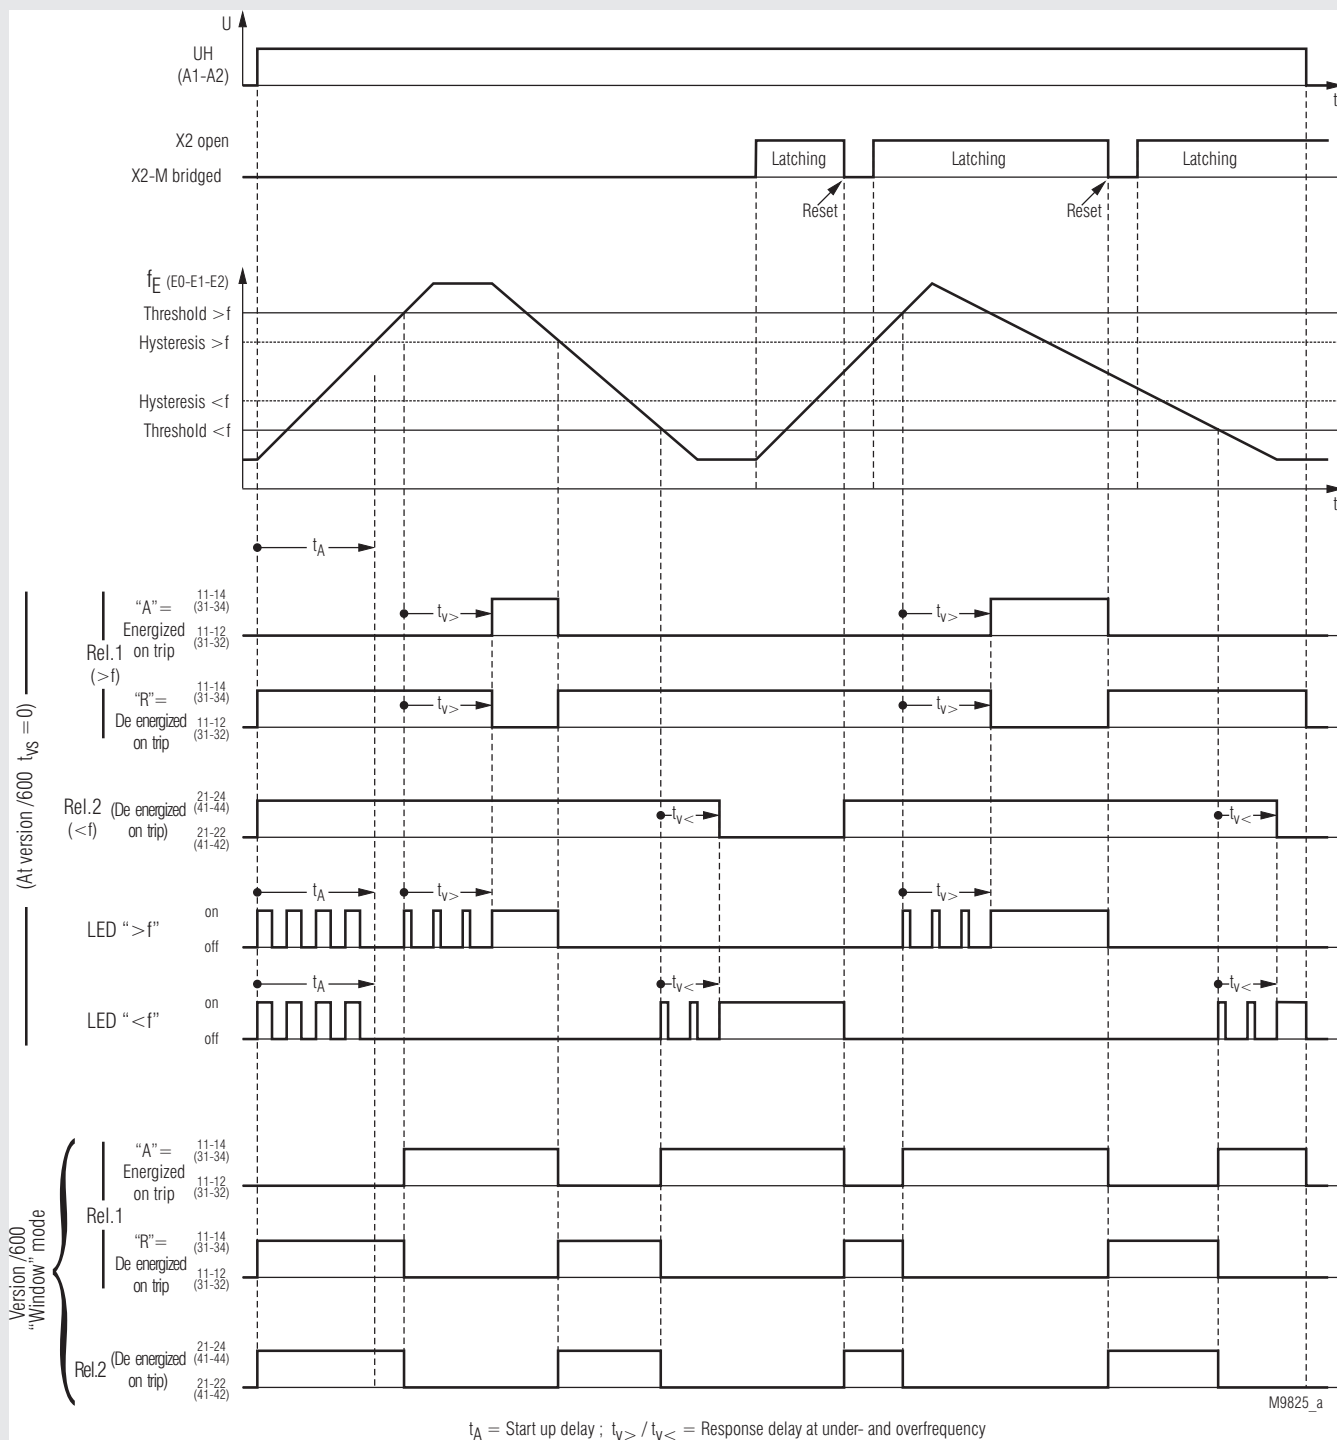 U
UH
(A1-A2)
t
X2 open
X2-M bridged
Latching
Latching
Latching
Reset
Reset
fE (E0-E1-E2)
Threshold >f
Hysteresis >f
Hysteresis <f
Threshold <f
t
tA
(At version /600 tvs = 0)
Rel.1
(>f)
“A” =
Energized
on trip
11-14
(31-34)
11-12
(31-32)
tv>
tv>
“R” =
De energized
on trip
11-14
(31-34)
11-12
(31-32)
tv>
tv>
Rel.2
(<f)
(De energized
on trip)
21-24
(41-44)
21-22
(41-42)
tv<
tv<
LED “>f”
on
off
tA
tv>
tv>
LED “<f”
on
off
tA
tv<
tv<
Version /600
“Window” mode
Rel.1
“A” =
Energized
on trip
11-14
(31-34)
11-12
(31-32)
“R” =
De energized
on trip
11-14
(31-34)
11-12
(31-32)
Rel.2
(De energized
on trip)
21-24
(41-44)
21-22
(41-42)
M9825_a
tA = Start up delay ; tv> / tv< = Response delay at under- and overfrequency